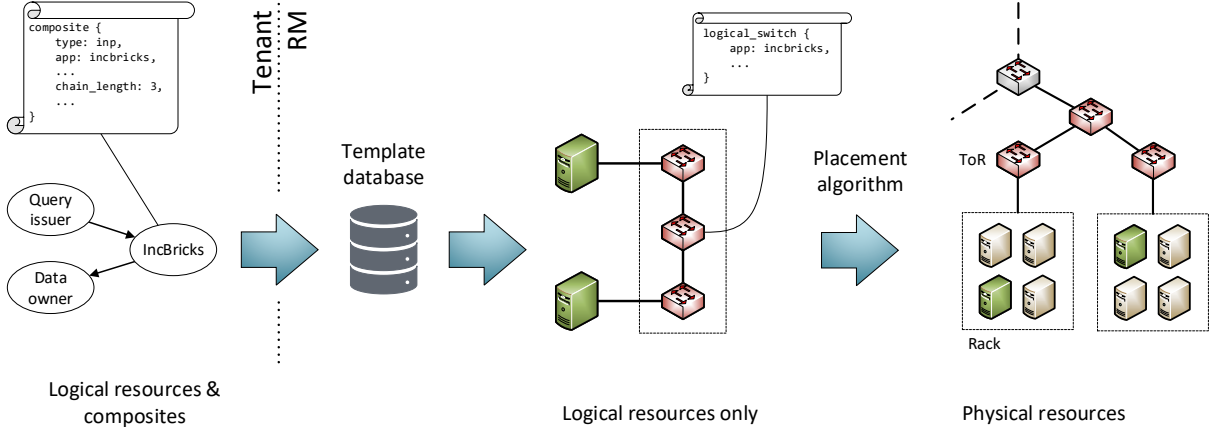 composite {
type: inp,
app: incbricks,
...
chain_length: 3,
...
}
Tenant
RM
logical_switch {
app: incbricks,
...
}
Template
database
Placement
algorithm
ToR
Query
issuer
IncBricks
Data
owner
Rack
Logical resources &
composites
Logical resources only
Physical resources